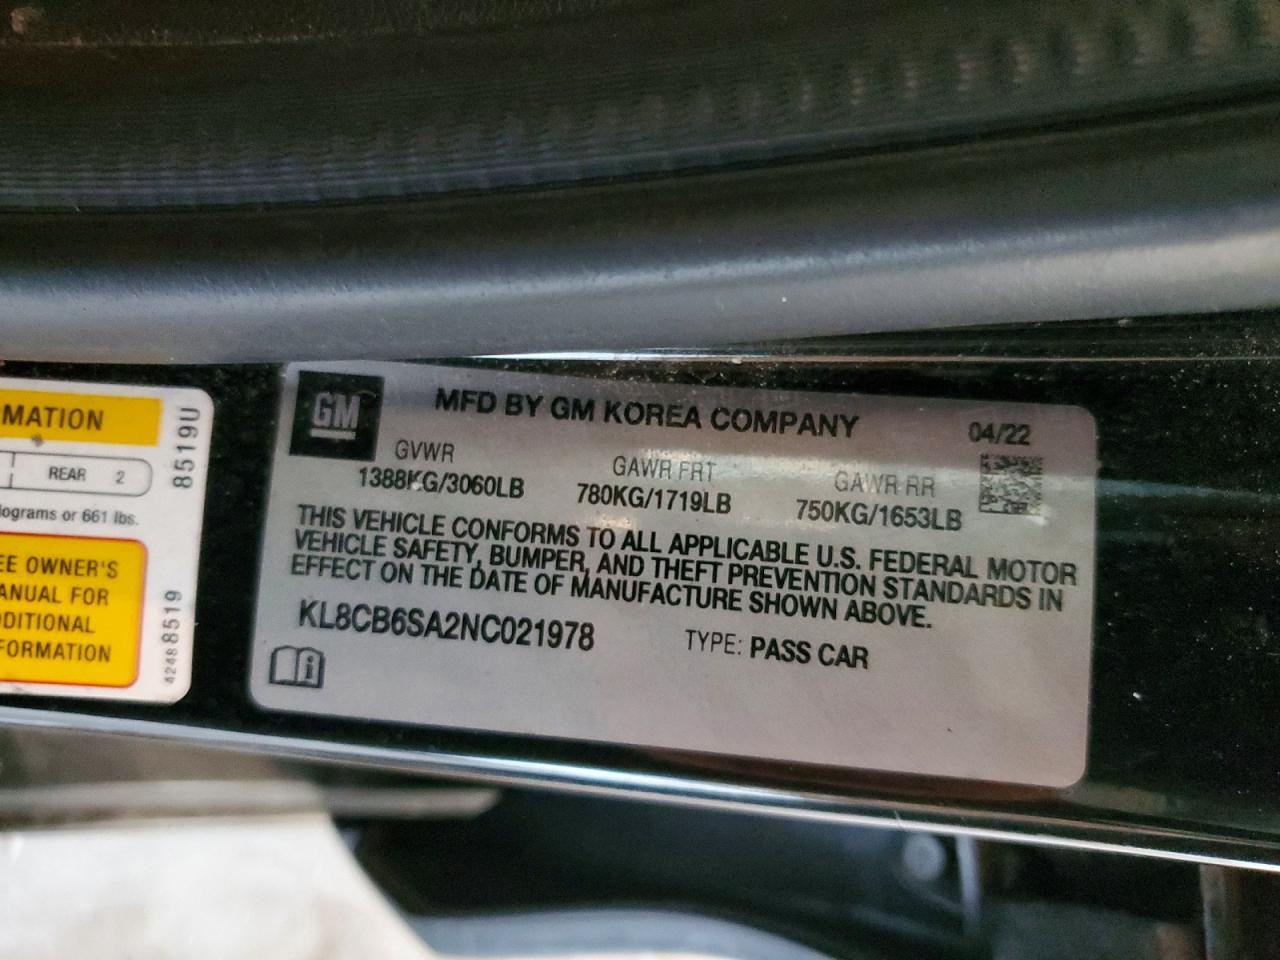 MATION
REAR 2
lograms or 661 lbs.
EE OWNER'S
ANUAL FOR
DDITIONAL
FORMATION
8519U
42488519
GM
MFD BY GM KOREA COMPANY
04/22
GVWR GAWR FRT GAWR RR
1388KG/3060LB 780KG/1719LB 750KG/1653LB
THIS VEHICLE CONFORMS TO ALL APPLICABLE U.S. FEDERAL MOTOR
VEHICLE SAFETY, BUMPER, AND THEFT PREVENTION STANDARDS IN
EFFECT ON THE DATE OF MANUFACTURE SHOWN ABOVE.
KL8CB6SA2NC021978 TYPE: PASS CAR